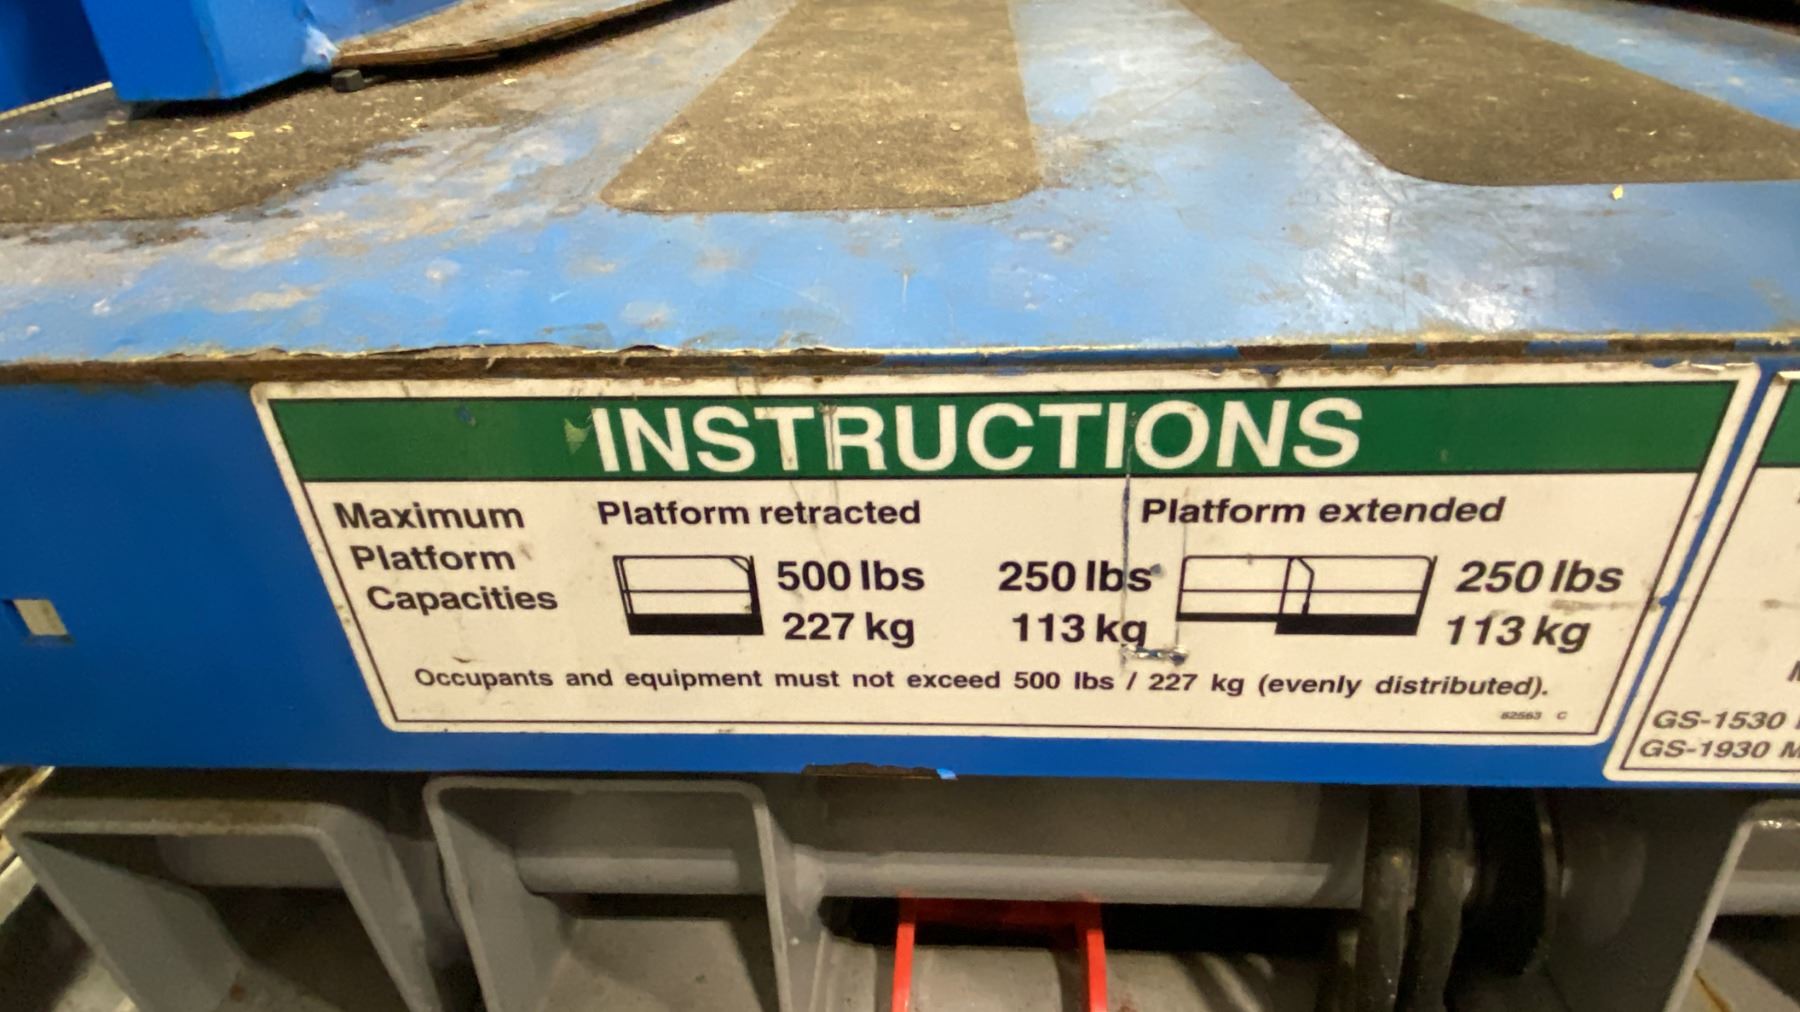 INSTRUCTIONS
Maximum Platform Capacities
Platform retracted
500 lbs
227 kg
Platform extended
250 lbs
113 kg
250 lbs
113 kg
Occupants and equipment must not exceed 500 lbs / 227 kg (evenly distributed).
82563 C
GS-1530
GS-1930